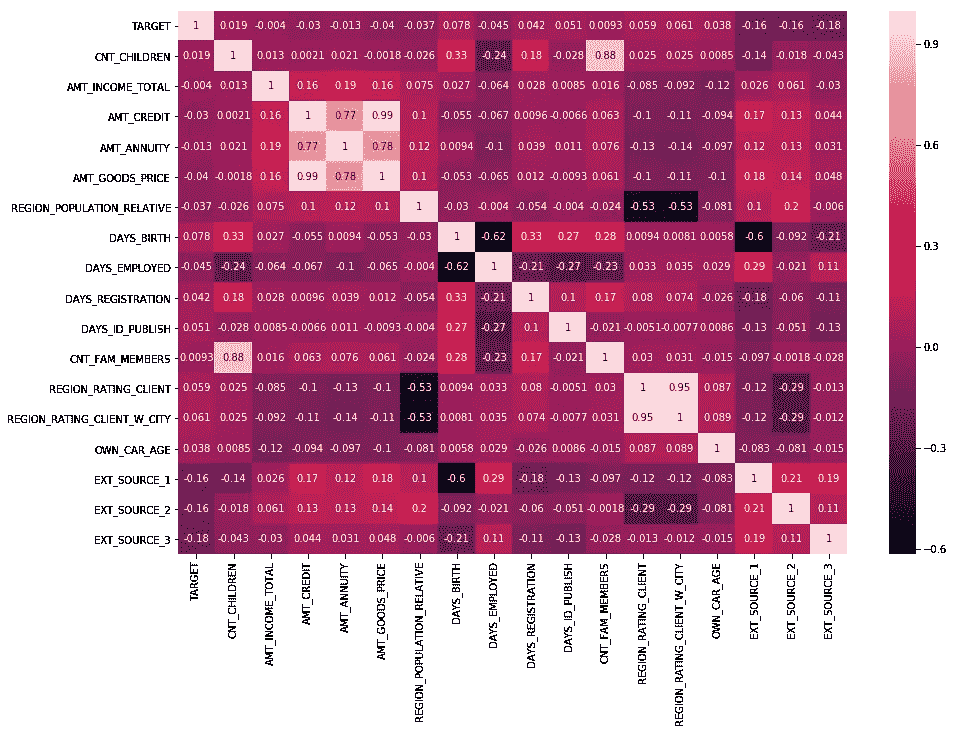 TARGET 1 0.019 -0.004 -0.03 -0.013 -0.04 -0.037 0.078 -0.045 0.042 0.051 0.0093 0.059 0.061 0.038 -0.16 -0.16 -0.18
CNT_CHILDREN 0.019 1 0.013 0.0021 0.021 -0.0018 -0.026 0.33 -0.24 0.18 -0.028 0.88 0.025 0.025 0.0085 -0.14 -0.018 -0.043
AMT_INCOME_TOTAL -0.004 0.013 1 0.16 0.19 0.16 0.075 0.027 -0.064 0.028 0.0085 0.016 -0.085 -0.092 -0.12 0.026 0.061 -0.03
AMT_CREDIT -0.03 0.0021 0.16 1 0.77 0.99 0.1 -0.055 -0.067 0.0096 -0.0066 0.063 -0.1 -0.11 -0.094 0.17 0.13 0.044
AMT_ANNUITY -0.013 0.021 0.19 0.77 1 0.78 0.12 0.0094 -0.1 0.039 0.011 0.076 -0.13 -0.14 -0.097 0.12 0.13 0.031
AMT_GOODS_PRICE -0.04 -0.0018 0.16 0.99 0.78 1 0.1 -0.053 -0.065 0.012 -0.0093 0.061 -0.1 -0.11 -0.1 0.18 0.14 0.048
REGION_POPULATION_RELATIVE -0.037 -0.026 0.075 0.1 0.12 0.1 1 -0.03 -0.004 -0.054 -0.004 -0.024 -0.53 -0.53 -0.081 0.1 0.2 -0.006
DAYS_BIRTH 0.078 0.33 0.027 -0.055 0.0094 -0.053 -0.03 1 -0.62 0.33 0.27 0.28 0.0094 0.0081 0.0058 -0.6 -0.092 -0.21
DAYS_EMPLOYED -0.045 -0.24 -0.064 -0.067 -0.1 -0.065 -0.004 -0.62 1 -0.21 -0.27 -0.23 0.033 0.035 0.029 0.29 -0.021 0.11
DAYS_REGISTRATION 0.042 0.18 0.028 0.0096 0.039 0.012 -0.054 0.33 -0.21 1 0.1 0.17 0.08 0.074 -0.026 -0.18 -0.06 -0.11
DAYS_ID_PUBLISH 0.051 -0.028 0.0085 -0.0066 0.011 -0.0093 -0.004 0.27 -0.27 0.1 1 -0.021 -0.0051 -0.0077 0.0086 -0.13 -0.051 -0.13
CNT_FAM_MEMBERS 0.0093 0.88 0.016 0.063 0.076 0.061 -0.024 0.28 -0.23 0.17 -0.021 1 0.03 0.031 -0.015 -0.097 -0.0018 -0.028
REGION_RATING_CLIENT 0.059 0.025 -0.085 -0.1 -0.13 -0.1 -0.53 0.0094 0.033 0.08 -0.0051 0.03 1 0.95 0.087 -0.12 -0.29 -0.013
REGION_RATING_CLIENT_W_CITY 0.061 0.025 -0.092 -0.11 -0.14 -0.11 -0.53 0.0081 0.035 0.074 -0.0077 0.031 0.95 1 0.089 -0.12 -0.29 -0.012
OWN_CAR_AGE 0.038 0.0085 -0.12 -0.094 -0.097 -0.1 -0.081 0.0058 0.029 -0.026 0.0086 -0.015 0.087 0.089 1 -0.083 -0.081 -0.015
EXT_SOURCE_1 -0.16 -0.14 0.026 0.17 0.12 0.18 0.1 -0.6 0.29 -0.18 -0.13 -0.097 -0.12 -0.12 -0.083 1 0.21 0.19
EXT_SOURCE_2 -0.16 -0.018 0.061 0.13 0.13 0.14 0.2 -0.092 -0.021 -0.06 -0.051 -0.0018 -0.29 -0.29 -0.081 0.21 1 0.11
EXT_SOURCE_3 -0.18 -0.043 -0.03 0.044 0.031 0.048 -0.006 -0.21 0.11 -0.11 -0.13 -0.028 -0.013 -0.012 -0.015 0.19 0.11 1
TARGET
CNT_CHILDREN
AMT_INCOME_TOTAL
AMT_CREDIT
AMT_ANNUITY
AMT_GOODS_PRICE
REGION_POPULATION_RELATIVE
DAYS_BIRTH
DAYS_EMPLOYED
DAYS_REGISTRATION
DAYS_ID_PUBLISH
CNT_FAM_MEMBERS
REGION_RATING_CLIENT
REGION_RATING_CLIENT_W_CITY
OWN_CAR_AGE
EXT_SOURCE_1
EXT_SOURCE_2
EXT_SOURCE_3
0.9
0.6
0.3
0.0
-0.3
-0.6